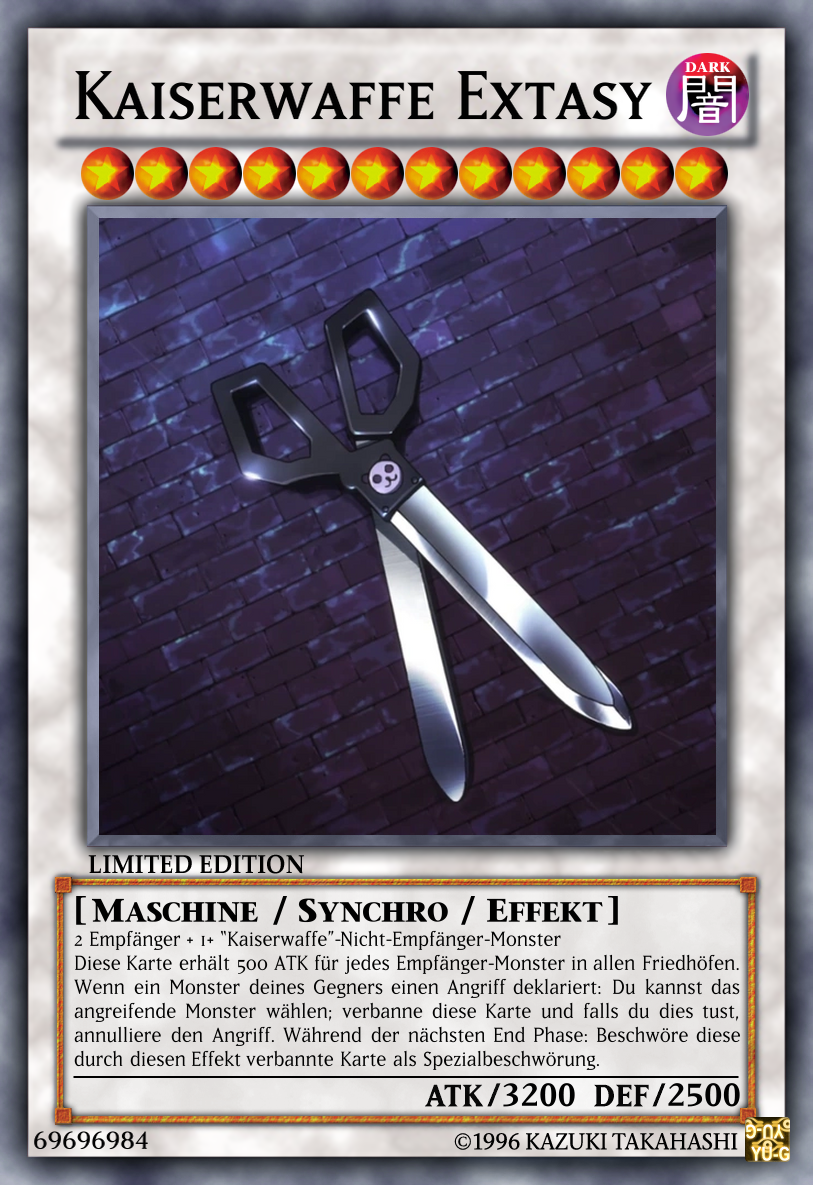 Kaiserwaffe Extasy
DARK
闇
LIMITED EDITION
[ Maschine / Synchro / Effekt ]
2 Empfänger + 1+ "Kaiserwaffe"-Nicht-Empfänger-Monster
Diese Karte erhält 500 ATK für jedes Empfänger-Monster in allen Friedhöfen.
Wenn ein Monster deines Gegners einen Angriff deklariert: Du kannst das
angreifende Monster wählen; verbanne diese Karte und falls du dies tust,
annulliere den Angriff. Während der nächsten End Phase: Beschwöre diese
durch diesen Effekt verbannte Karte als Spezialbeschwörung.
ATK/3200 DEF/2500
69696984
©1996 KAZUKI TAKAHASHI